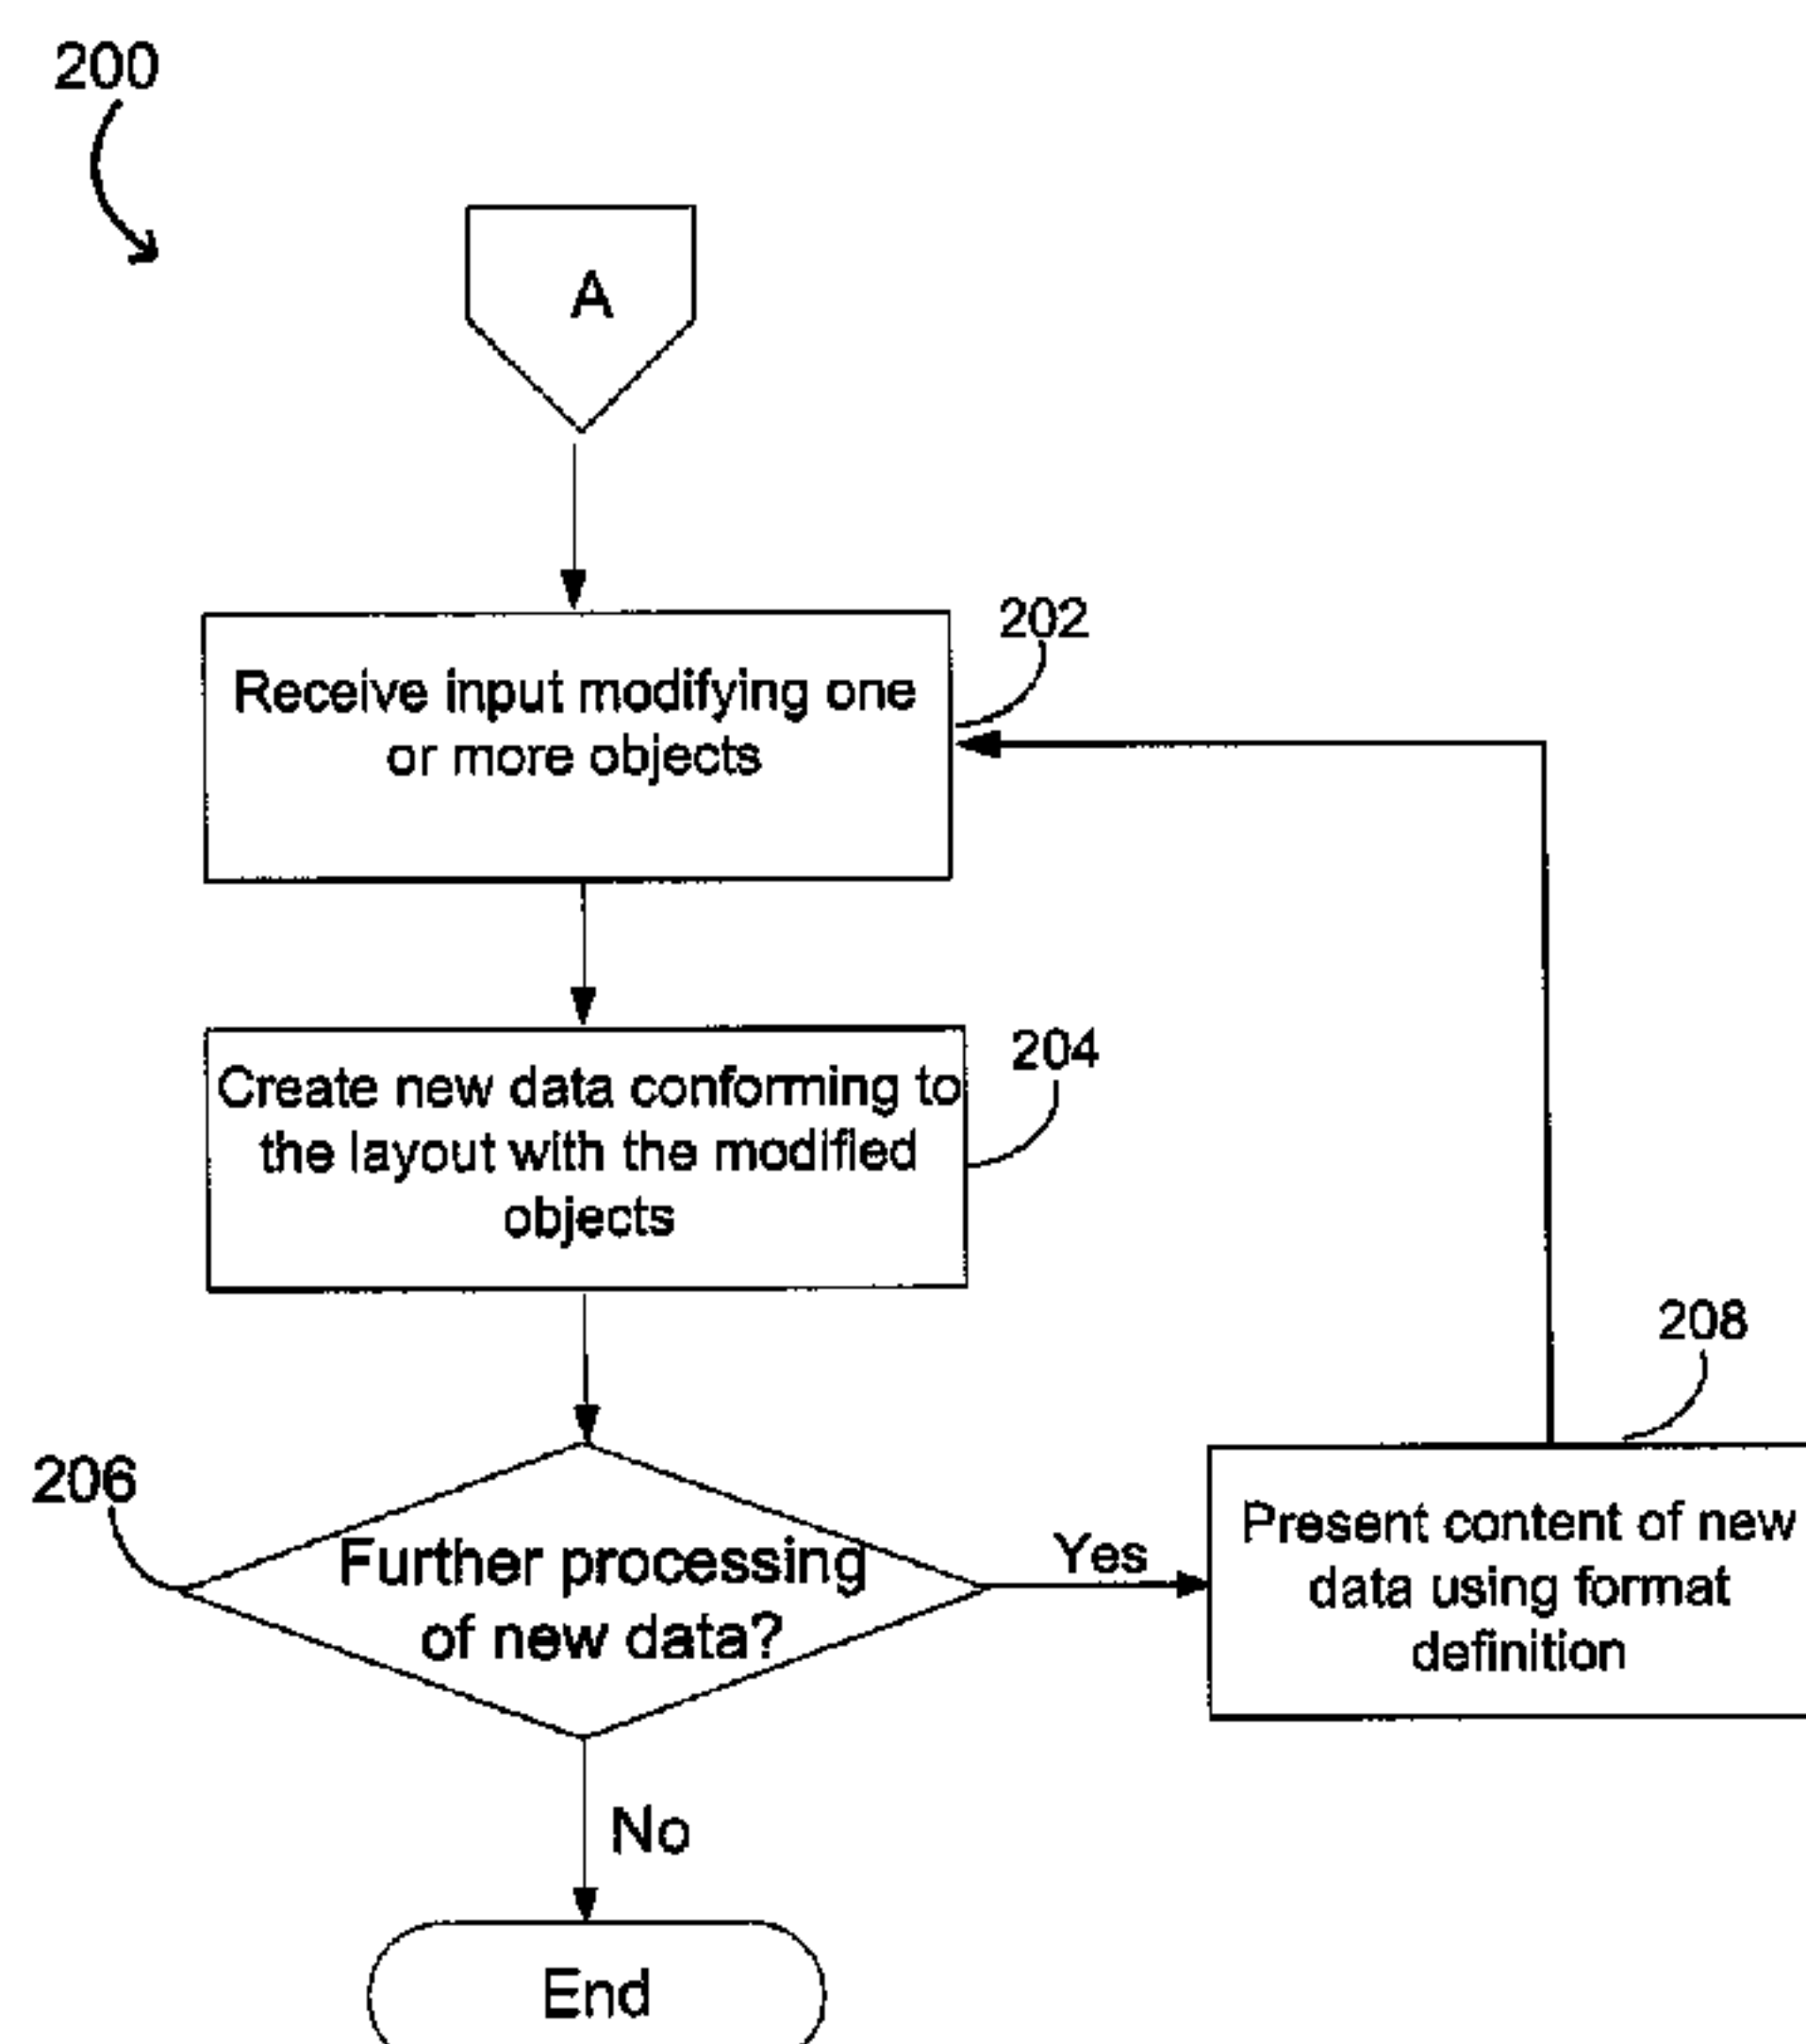 200
A
202
Receive input modifying one
or more objects
204
Create new data conforming to
the layout with the modified
objects
206
Further processing
of new data?
Yes
208
Present content of new
data using format
definition
No
End